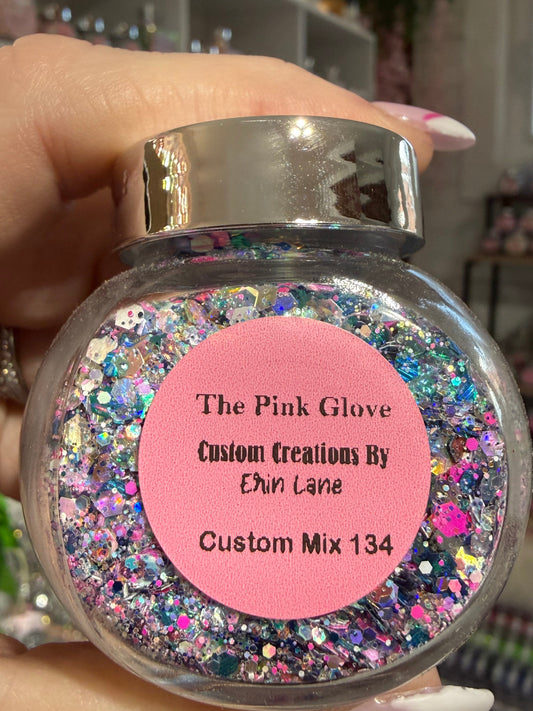 The Pink Glove
Custom Creations By
Erin Lane
Custom Mix 134